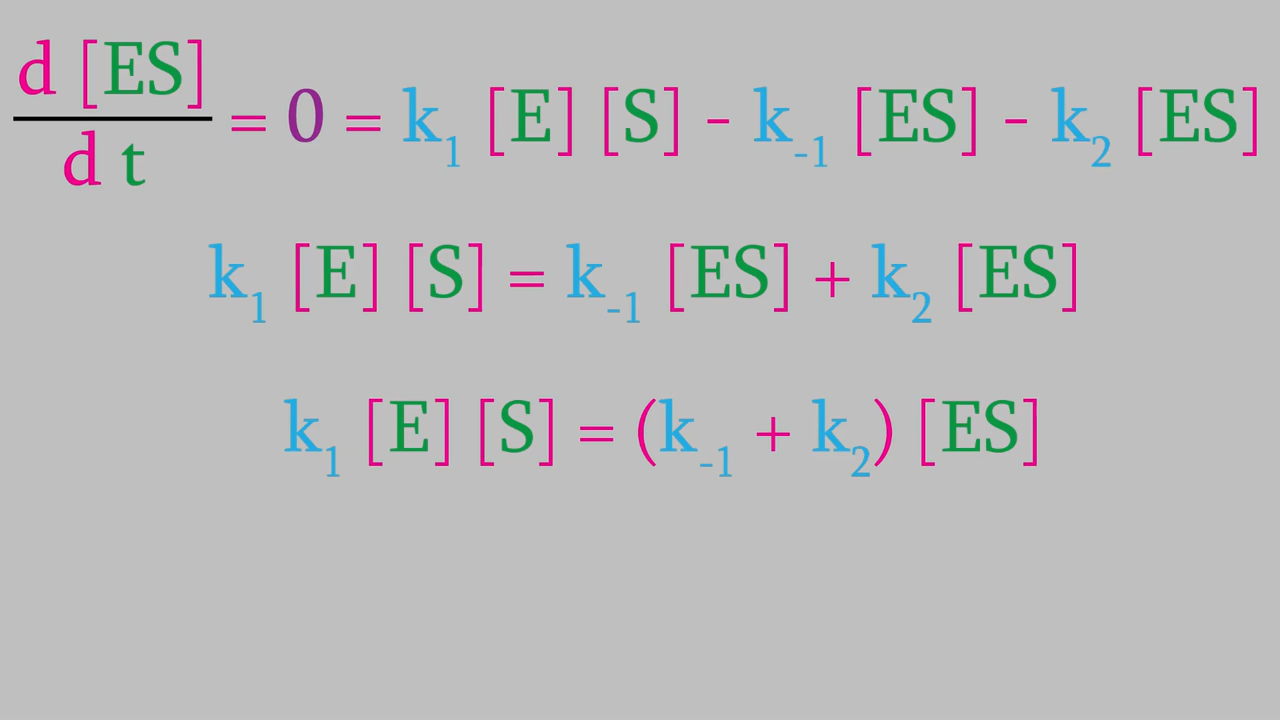 d [ES] / d t = 0 = k₁ [E] [S] - k₋₁ [ES] - k₂ [ES]
k₁ [E] [S] = k₋₁ [ES] + k₂ [ES]
k₁ [E] [S] = (k₋₁ + k₂) [ES]